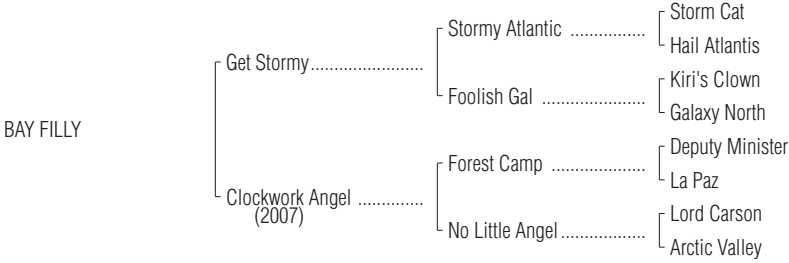 Storm Cat
Stormy Atlantic ................
Hail Atlantis
Get Stormy........................
Kiri's Clown
Foolish Gal ......................
Galaxy North
BAY FILLY
Deputy Minister
Forest Camp ....................
La Paz
Clockwork Angel ..............
(2007)
Lord Carson
No Little Angel..................
Arctic Valley